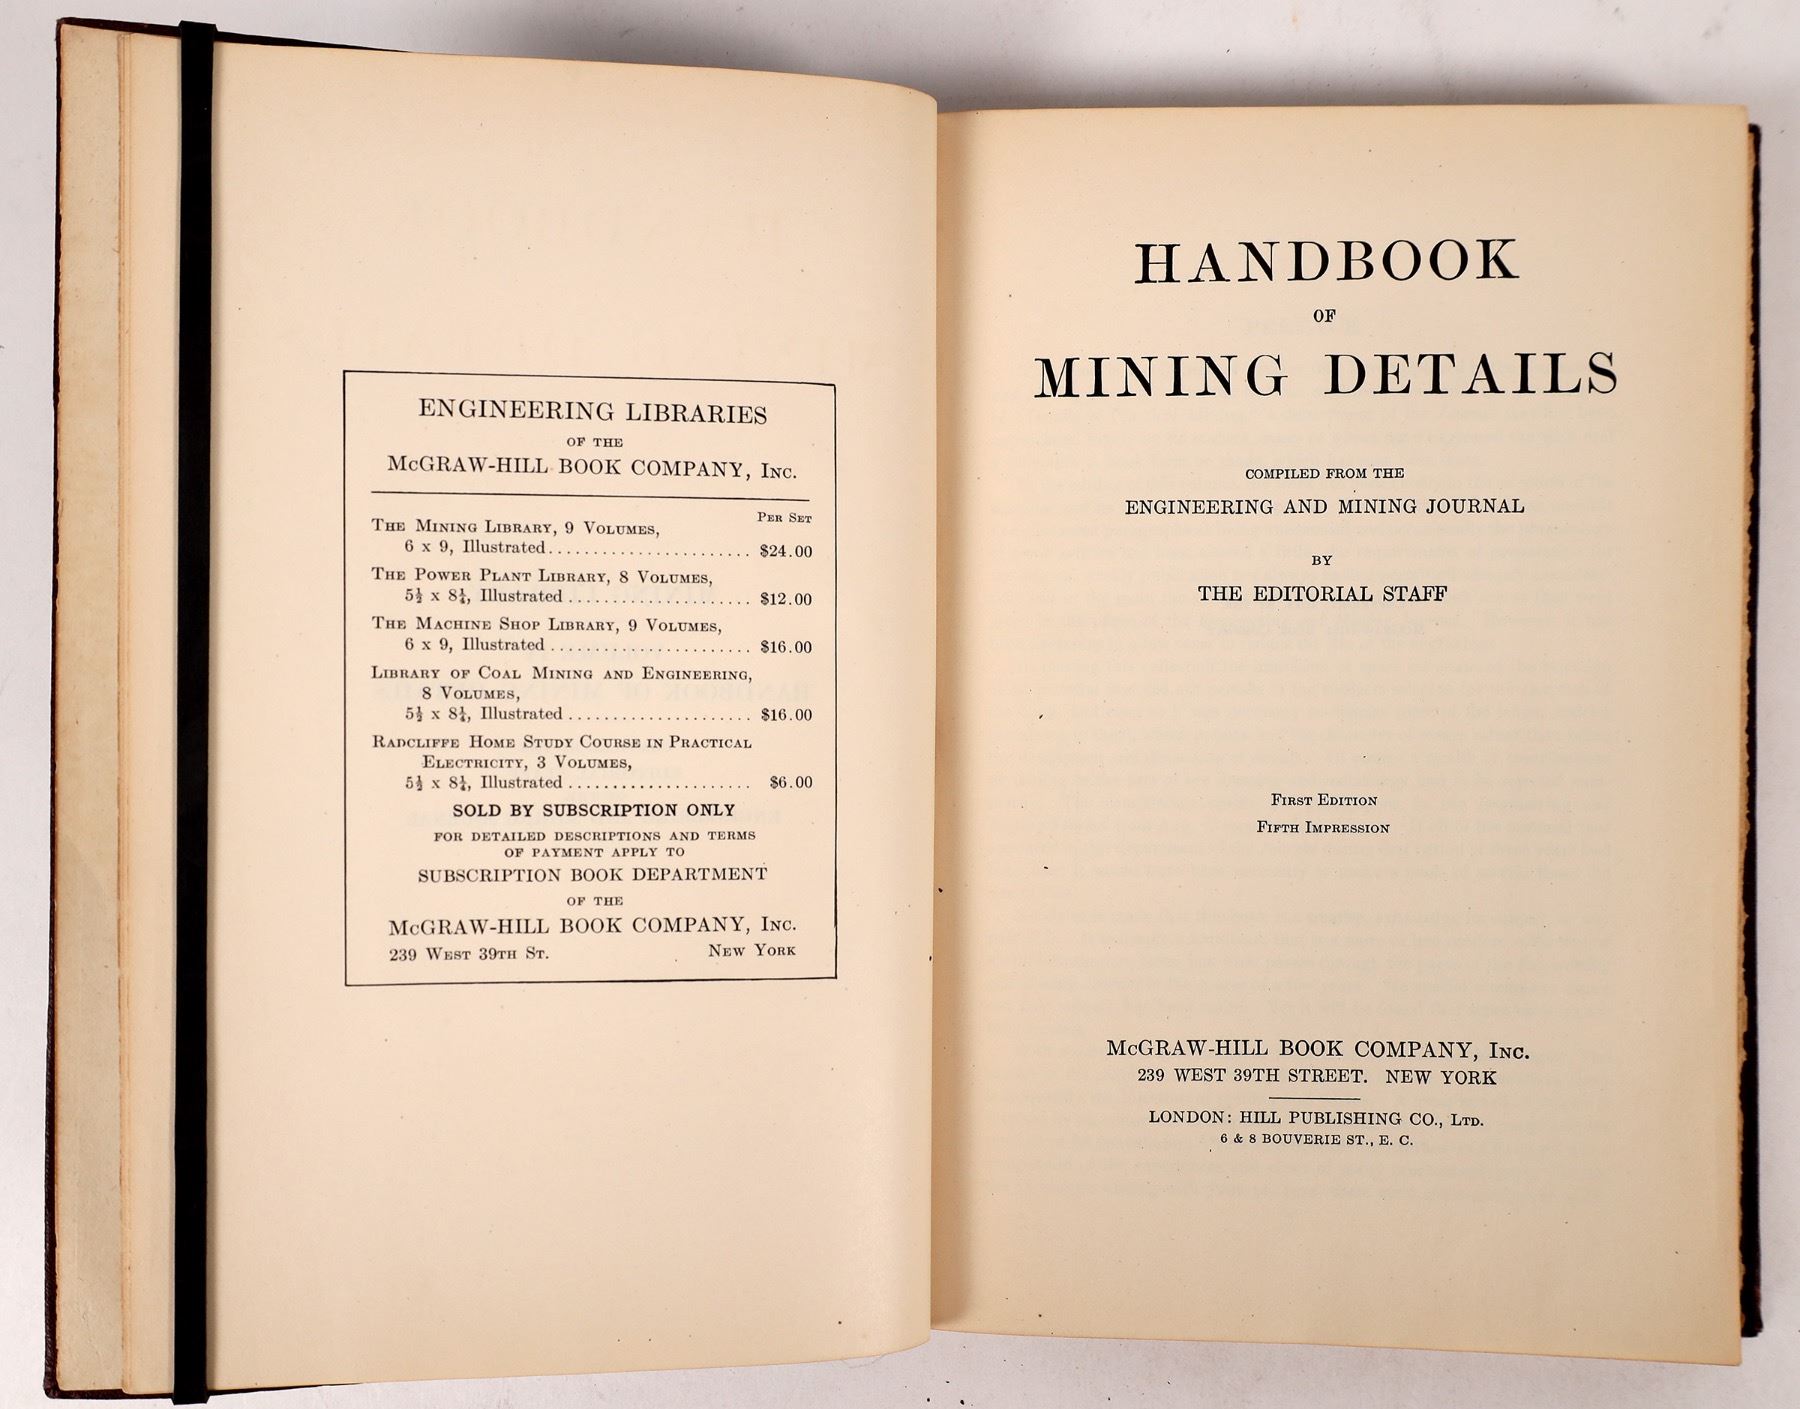 ENGINEERING LIBRARIES
OF THE
McGRAW-HILL BOOK COMPANY, Inc.
Per Set
The Mining Library, 9 Volumes,
6 x 9, Illustrated....................... $24.00
The Power Plant Library, 8 Volumes,
5½ x 8¼, Illustrated..................... $12.00
The Machine Shop Library, 9 Volumes,
6 x 9, Illustrated....................... $16.00
Library of Coal Mining and Engineering,
8 Volumes,
5½ x 8¼, Illustrated..................... $16.00
Radcliffe Home Study Course in Practical
Electricity, 3 Volumes,
5½ x 8¼, Illustrated..................... $6.00
SOLD BY SUBSCRIPTION ONLY
FOR DETAILED DESCRIPTIONS AND TERMS
OF PAYMENT APPLY TO
SUBSCRIPTION BOOK DEPARTMENT
OF THE
McGRAW-HILL BOOK COMPANY, Inc.
239 West 39th St. New York
HANDBOOK
OF
MINING DETAILS
COMPILED FROM THE
ENGINEERING AND MINING JOURNAL
BY
THE EDITORIAL STAFF
First Edition
Fifth Impression
McGRAW-HILL BOOK COMPANY, Inc.
239 WEST 39TH STREET. NEW YORK
LONDON: HILL PUBLISHING CO., Ltd.
6 & 8 BOUVERIE ST., E. C.